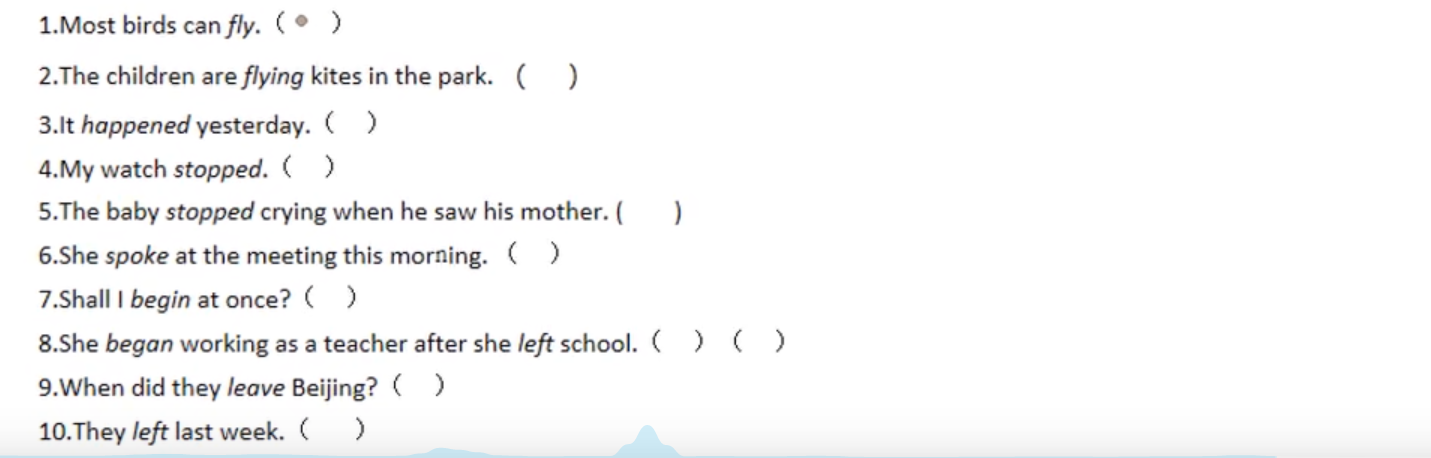 1.Most birds can fly. ( )
2.The children are flying kites in the park. ( )
3.It happened yesterday. ( )
4.My watch stopped. ( )
5.The baby stopped crying when he saw his mother. ( )
6.She spoke at the meeting this morning. ( )
7.Shall I begin at once? ( )
8.She began working as a teacher after she left school. ( ) ( )
9.When did they leave Beijing? ( )
10.They left last week. ( )